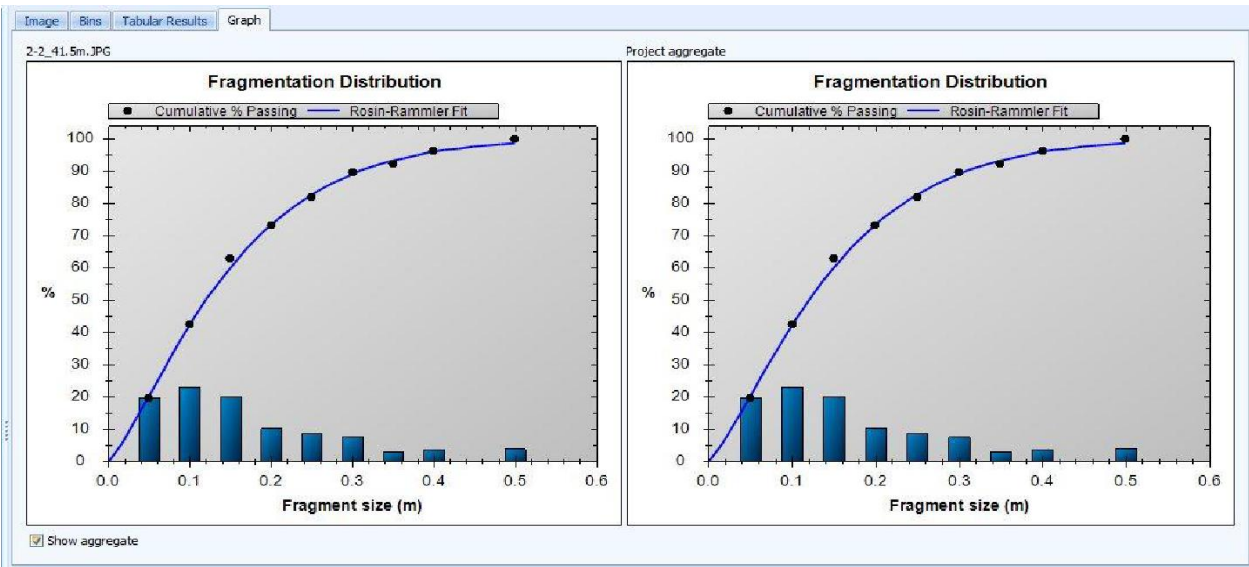 Image Bins Tabular Results Graph
2-2_41.5m.JPG Project aggregate
Fragmentation Distribution Fragmentation Distribution
Cumulative % Passing Rosin-Rammler Fit Cumulative % Passing Rosin-Rammler Fit
100 100
90 90
80 80
70 70
60 60
% 50 % 50
40 40
30 30
20 20
10 10
0 0
0.0 0.1 0.2 0.3 0.4 0.5 0.6 0.0 0.1 0.2 0.3 0.4 0.5 0.6
Fragment size (m) Fragment size (m)
Show aggregate